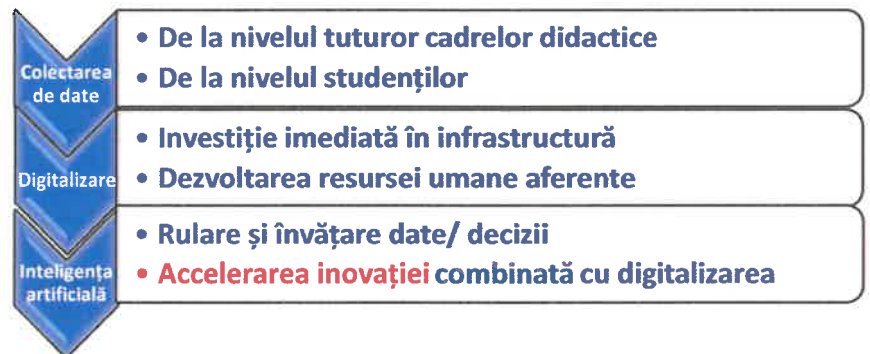 Colectarea
de date
• De la nivelul tuturor cadrelor didactice
• De la nivelul studenților
Digitalizare
• Investiție imediată în infrastructură
• Dezvoltarea resursei umane aferente
Inteligența
artificială
• Rulare și învățare date/ decizii
• Accelerarea inovației combinată cu digitalizarea